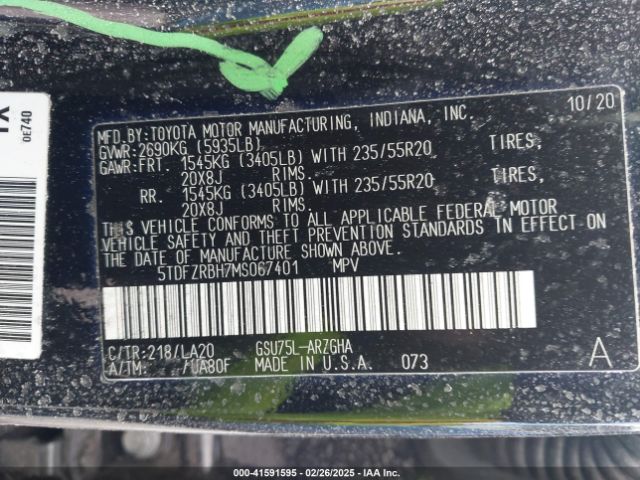 10/20
MFD.BY:TOYOTA MOTOR MANUFACTURING, INDIANA, INC.
GVWR:2690KG (5935LB)
GAWR:FRT. 1545KG (3405LB) WITH 235/55R20 TIRES,
20X8J RIMS.
RR. 1545KG (3405LB) WITH 235/55R20 TIRES,
20X8J RIMS.
THIS VEHICLE CONFORMS TO ALL APPLICABLE FEDERAL MOTOR
VEHICLE SAFETY AND THEFT PREVENTION STANDARDS IN EFFECT ON
THE DATE OF MANUFACTURE SHOWN ABOVE.
5TDFZRBH7MS067401 MPV
C/TR:218/LA20 GSU75L-ARZGHA
A/TM: /UA80F MADE IN U.S.A. 073 A
0E740
000-41591595 - 02/26/2025 - IAA Inc.